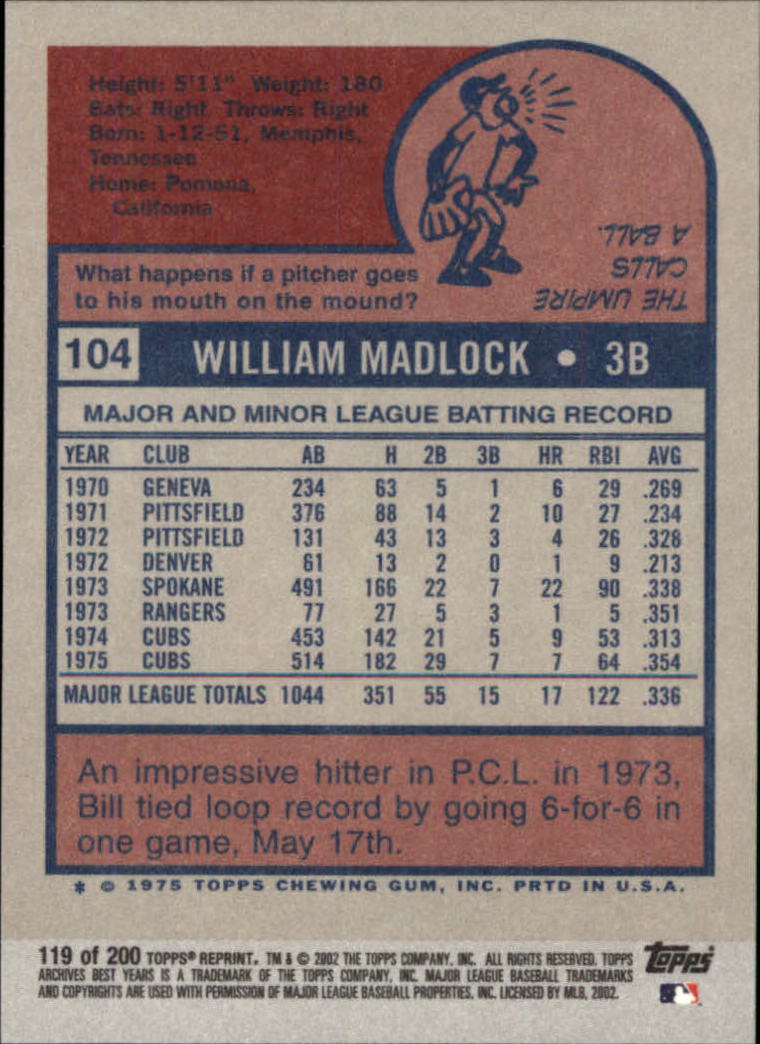 Height: 5'11" Weight: 180
Bats: Right Throws: Right
Born: 1-12-51, Memphis,
Tennessee
Home: Pomona,
California
What happens if a pitcher goes
to his mouth on the mound?
THE UMPIRE
CALLS
A BALL.
104 WILLIAM MADLOCK • 3B
MAJOR AND MINOR LEAGUE BATTING RECORD
YEAR CLUB AB H 2B 3B HR RBI AVG
1970 GENEVA 234 63 5 1 6 29 .269
1971 PITTSFIELD 376 88 14 2 10 27 .234
1972 PITTSFIELD 131 43 13 3 4 26 .328
1972 DENVER 61 13 2 0 1 9 .213
1973 SPOKANE 491 166 22 7 22 90 .338
1973 RANGERS 77 27 5 3 1 5 .351
1974 CUBS 453 142 21 5 9 53 .313
1975 CUBS 514 182 29 7 7 64 .354
MAJOR LEAGUE TOTALS 1044 351 55 15 17 122 .336
An impressive hitter in P.C.L. in 1973,
Bill tied loop record by going 6-for-6 in
one game, May 17th.
* © 1975 TOPPS CHEWING GUM, INC. PRTD IN U.S.A.
119 of 200 TOPPS® REPRINT. TM & © 2002 THE TOPPS COMPANY, INC. ALL RIGHTS RESERVED. TOPPS
ARCHIVES BEST YEARS IS A TRADEMARK OF THE TOPPS COMPANY, INC. MAJOR LEAGUE BASEBALL TRADEMARKS
AND COPYRIGHTS ARE USED WITH PERMISSION OF MAJOR LEAGUE BASEBALL PROPERTIES, INC. LICENSED BY MLB, 2002.
Topps